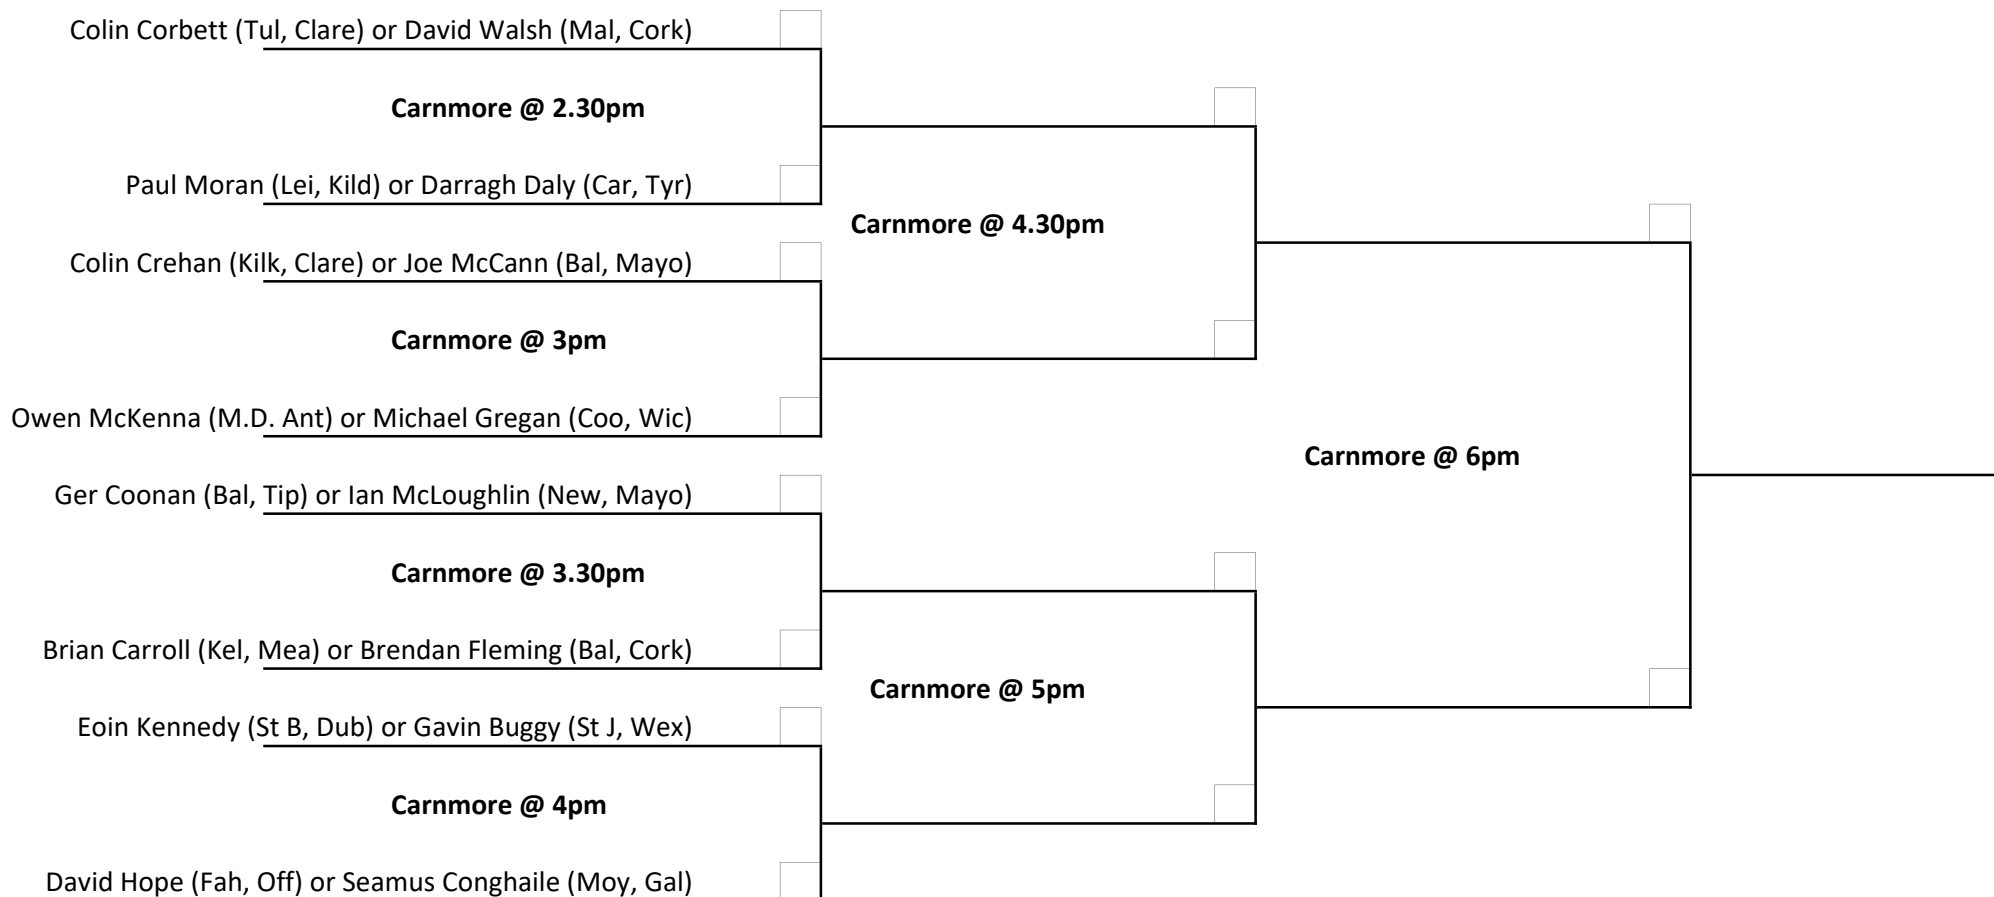 Colin Corbett (Tul, Clare) or David Walsh (Mal, Cork)
Carnmore @ 2.30pm
Paul Moran (Lei, Kild) or Darragh Daly (Car, Tyr)
Carnmore @ 4.30pm
Colin Crehan (Kilk, Clare) or Joe McCann (Bal, Mayo)
Carnmore @ 3pm
Owen McKenna (M.D. Ant) or Michael Gregan (Coo, Wic)
Carnmore @ 6pm
Ger Coonan (Bal, Tip) or Ian McLoughlin (New, Mayo)
Carnmore @ 3.30pm
Brian Carroll (Kel, Mea) or Brendan Fleming (Bal, Cork)
Carnmore @ 5pm
Eoin Kennedy (St B, Dub) or Gavin Buggy (St J, Wex)
Carnmore @ 4pm
David Hope (Fah, Off) or Seamus Conghaile (Moy, Gal)